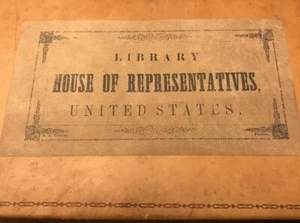 LIBRARY
HOUSE OF REPRESENTATIVES,
UNITED STATES.